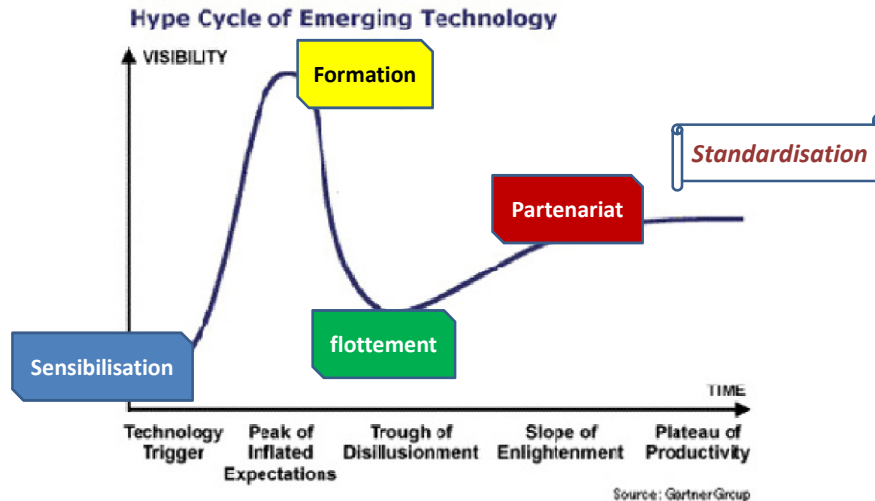 Hype Cycle of Emerging Technology
VISIBILITY
Formation
Standardisation
Partenariat
flottement
Sensibilisation
TIME
Technology
Trigger
Peak of
Inflated
Expectations
Trough of
Disillusionment
Slope of
Enlightenment
Plateau of
Productivity
Source: GartnerGroup